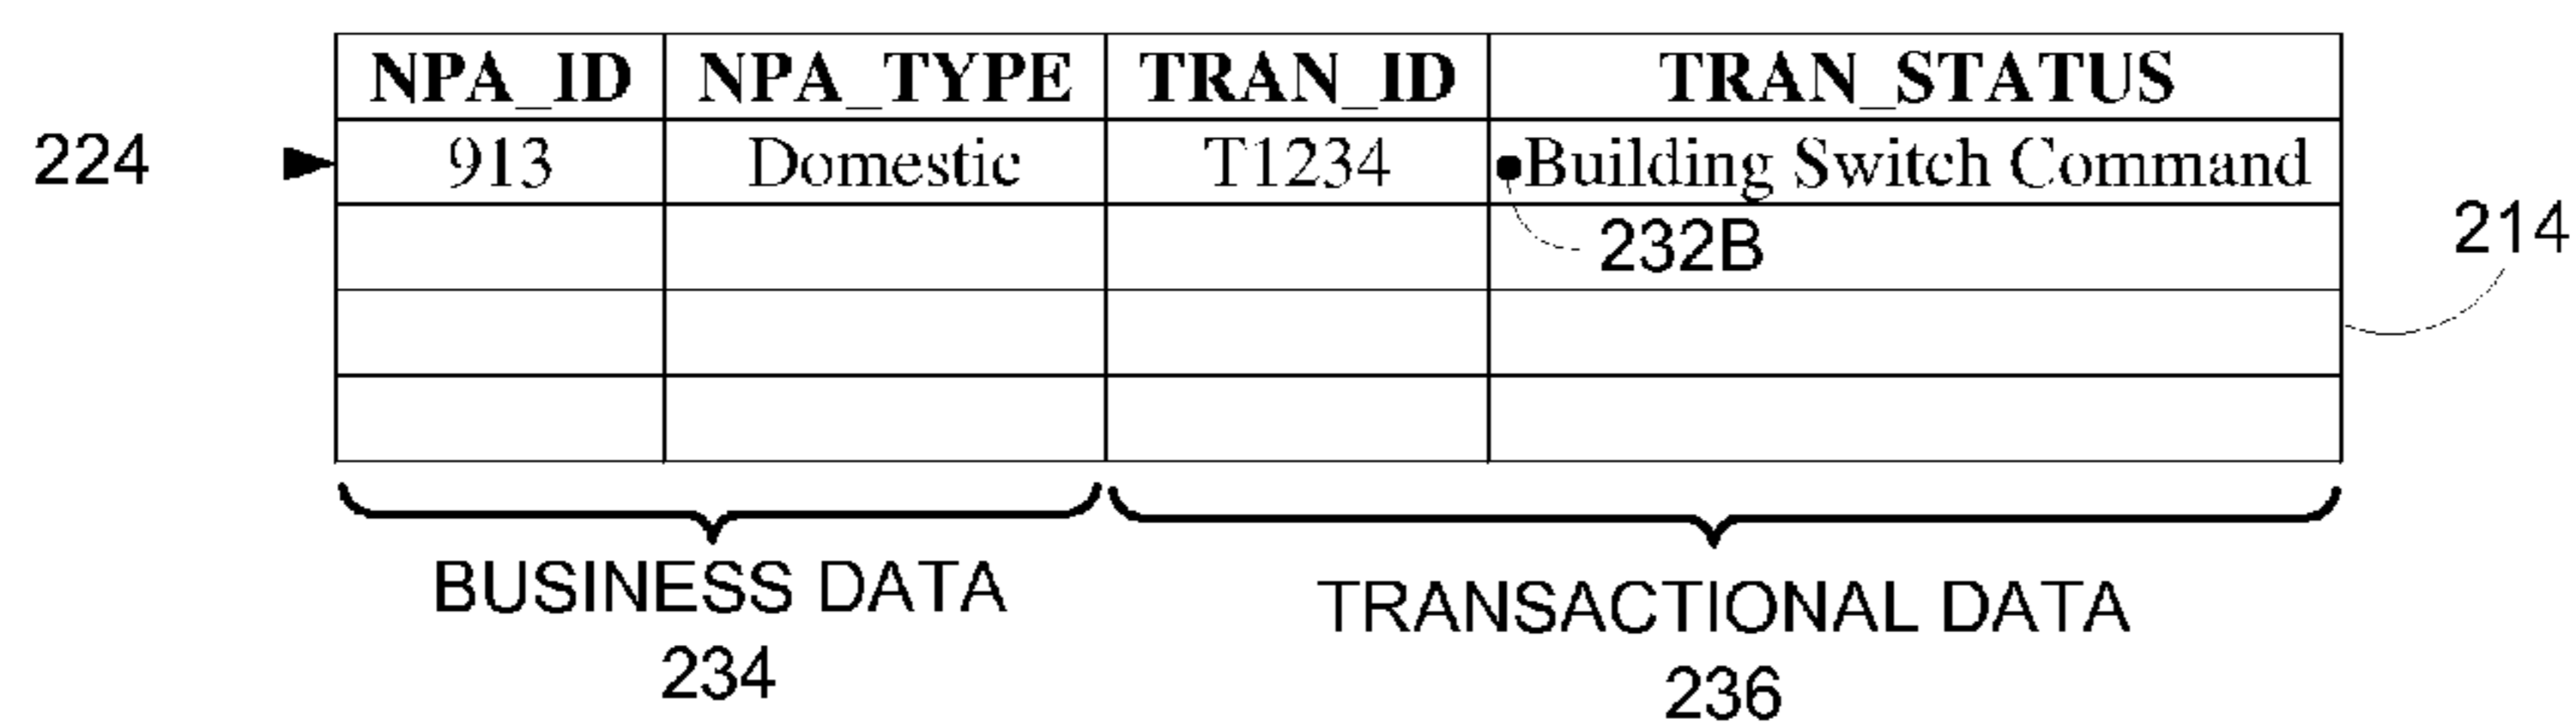 NPA_ID NPA_TYPE TRAN_ID TRAN_STATUS
224 913 Domestic T1234 Building Switch Command
232B 214
BUSINESS DATA TRANSACTIONAL DATA
234 236